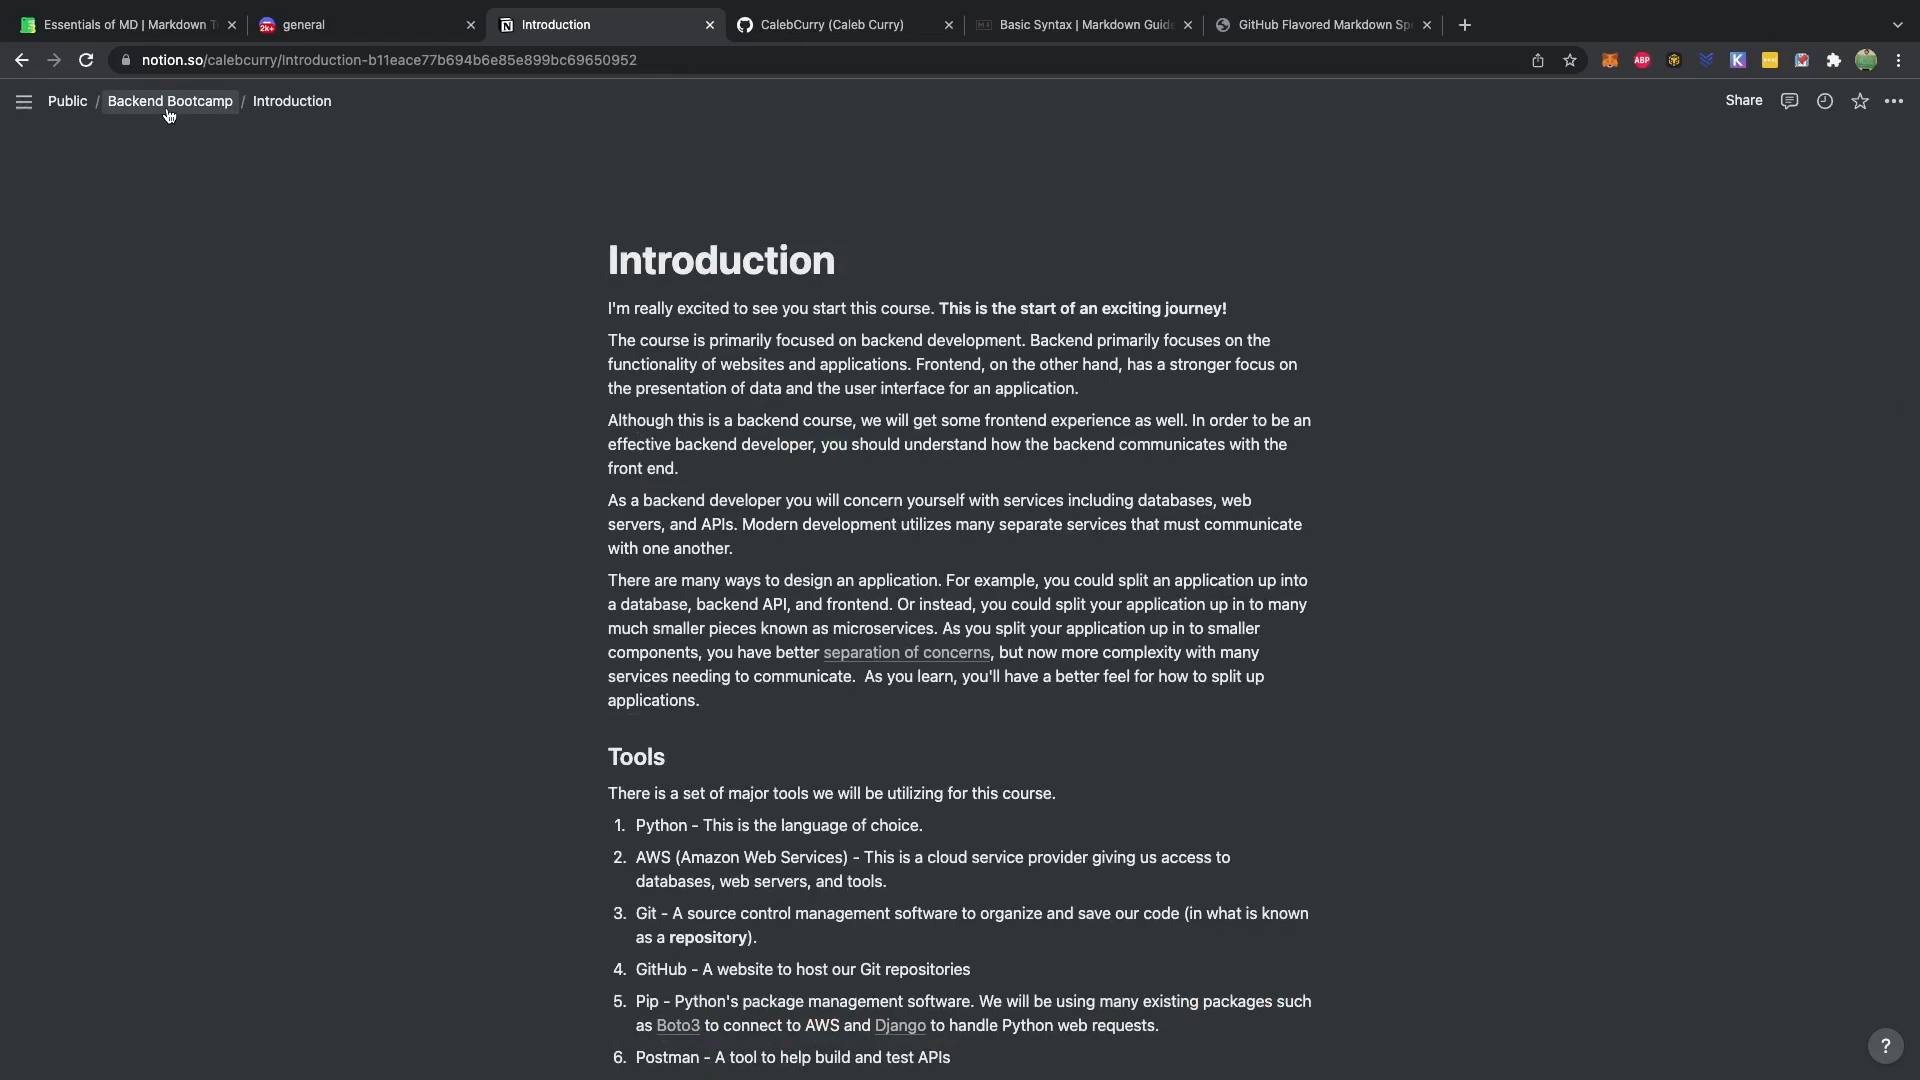 Essentials of MD | Markdown T
general
Introduction
CalebCurry (Caleb Curry)
Basic Syntax | Markdown Guide
GitHub Flavored Markdown Sp
notion.so/calebcurry/Introduction-b11eace77b694b6e85e899bc69650952
Public / Backend Bootcamp / Introduction
Share
Introduction
I'm really excited to see you start this course. This is the start of an exciting journey!
The course is primarily focused on backend development. Backend primarily focuses on the
functionality of websites and applications. Frontend, on the other hand, has a stronger focus on
the presentation of data and the user interface for an application.
Although this is a backend course, we will get some frontend experience as well. In order to be an
effective backend developer, you should understand how the backend communicates with the
front end.
As a backend developer you will concern yourself with services including databases, web
servers, and APIs. Modern development utilizes many separate services that must communicate
with one another.
There are many ways to design an application. For example, you could split an application up into
a database, backend API, and frontend. Or instead, you could split your application up in to many
much smaller pieces known as microservices. As you split your application up in to smaller
components, you have better separation of concerns, but now more complexity with many
services needing to communicate.  As you learn, you'll have a better feel for how to split up
applications.
Tools
There is a set of major tools we will be utilizing for this course.
1. Python - This is the language of choice.
2. AWS (Amazon Web Services) - This is a cloud service provider giving us access to
databases, web servers, and tools.
3. Git - A source control management software to organize and save our code (in what is known
as a repository).
4. GitHub - A website to host our Git repositories
5. Pip - Python's package management software. We will be using many existing packages such
as Boto3 to connect to AWS and Django to handle Python web requests.
6. Postman - A tool to help build and test APIs
?